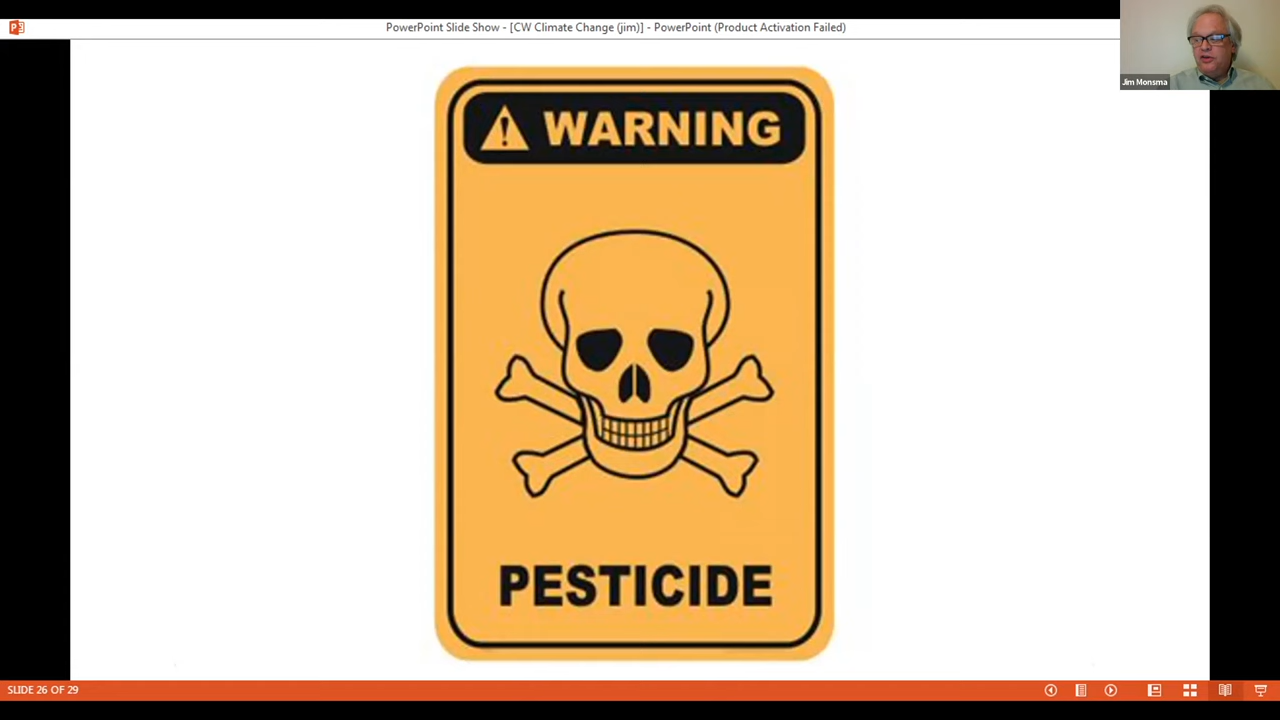 PowerPoint Slide Show - [CW Climate Change (jim)] - PowerPoint (Product Activation Failed)
Jim Monsma
WARNING
PESTICIDE
SLIDE 26 OF 29